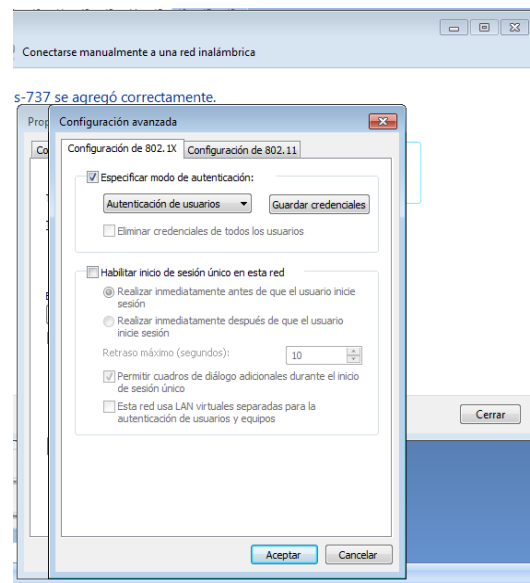 Conectarse manualmente a una red inalámbrica
s-737 se agregó correctamente.
Prop
Configuración avanzada
Co
Configuración de 802.1X
Configuración de 802.11
Especificar modo de autenticación:
Autenticación de usuarios
Guardar credenciales
Eliminar credenciales de todos los usuarios
Habilitar inicio de sesión único en esta red
Realizar inmediatamente antes de que el usuario inicie
sesión
Realizar inmediatamente después de que el usuario
inicie sesión
Retraso máximo (segundos):
10
Permitir cuadros de diálogo adicionales durante el inicio
de sesión único
Esta red usa LAN virtuales separadas para la
autenticación de usuarios y equipos
Cerrar
Aceptar
Cancelar